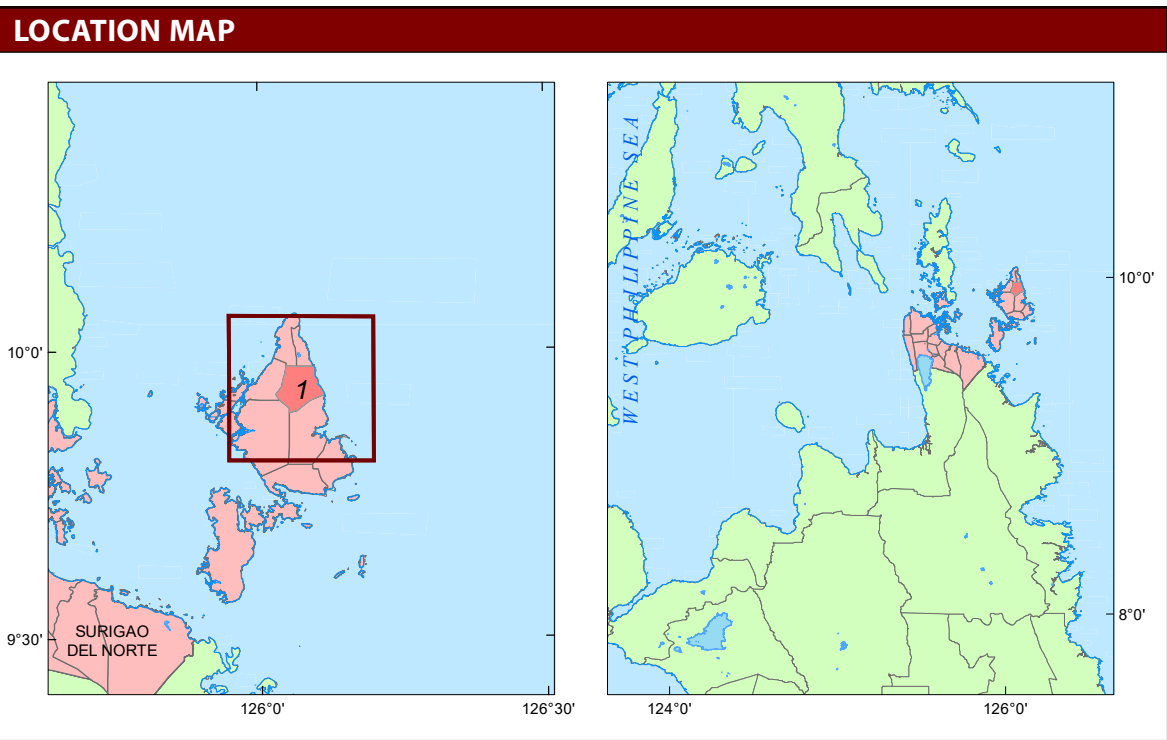 LOCATION MAP
1
10°0'
9°30'
SURIGAO
DEL NORTE
126°0'
126°30'
WEST PHILIPPINE SEA
10°0'
8°0'
124°0'
126°0'